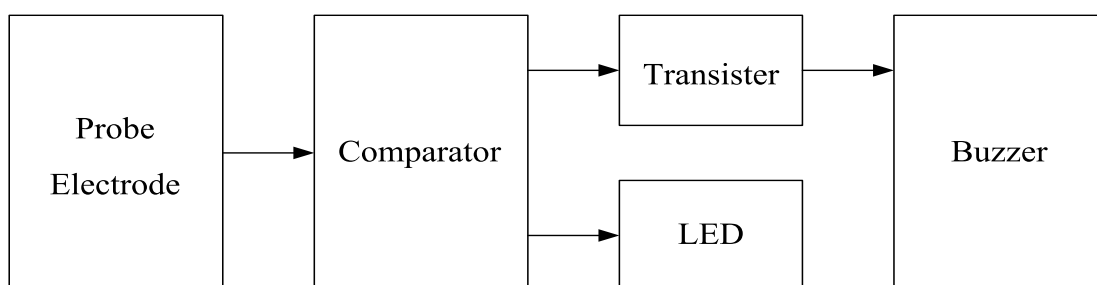 Probe
Electrode
Comparator
Transister
LED
Buzzer